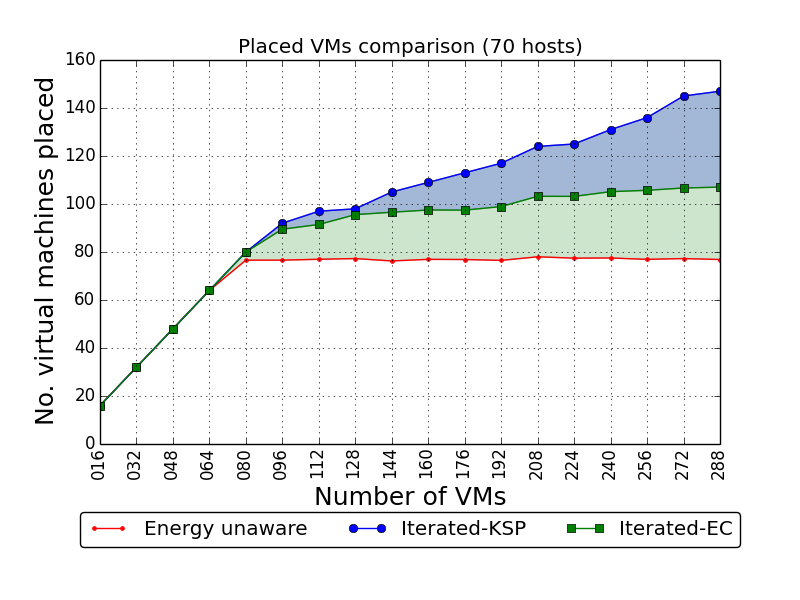 Placed VMs comparison (70 hosts)
No. virtual machines placed
160
140
120
100
80
60
40
20
0
016 032 048 064 080 096 112 128 144 160 176 192 208 224 240 256 272 288
Number of VMs
Energy unaware Iterated-KSP Iterated-EC